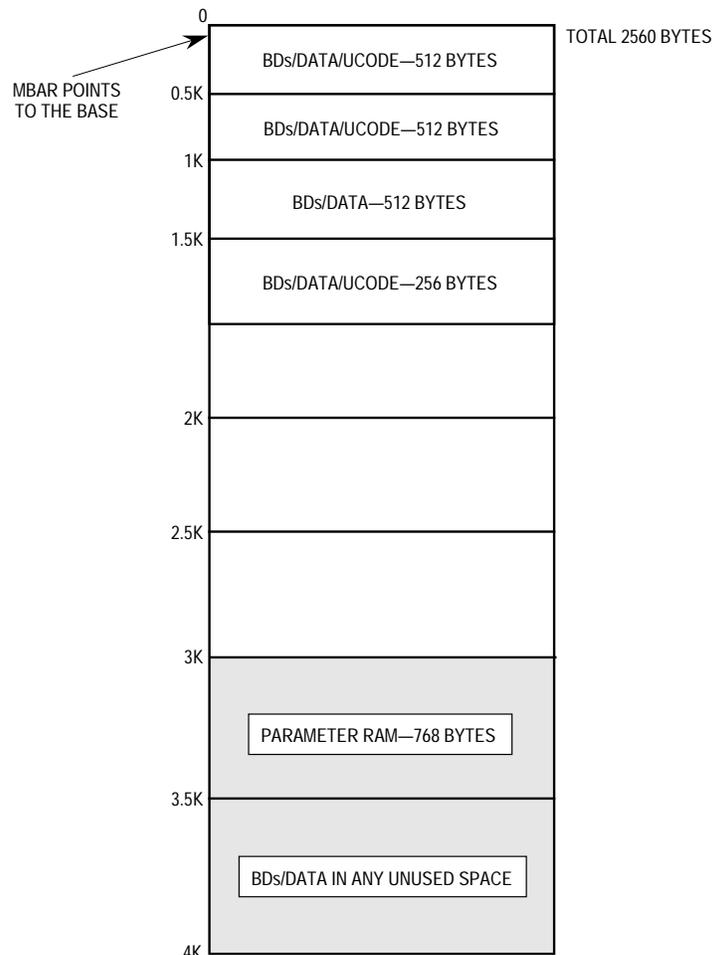 0
TOTAL 2560 BYTES
BDs/DATA/UCODE—512 BYTES
MBAR POINTS
TO THE BASE
0.5K
BDs/DATA/UCODE—512 BYTES
1K
BDs/DATA—512 BYTES
1.5K
BDs/DATA/UCODE—256 BYTES
2K
2.5K
3K
PARAMETER RAM—768 BYTES
3.5K
BDs/DATA IN ANY UNUSED SPACE
4K